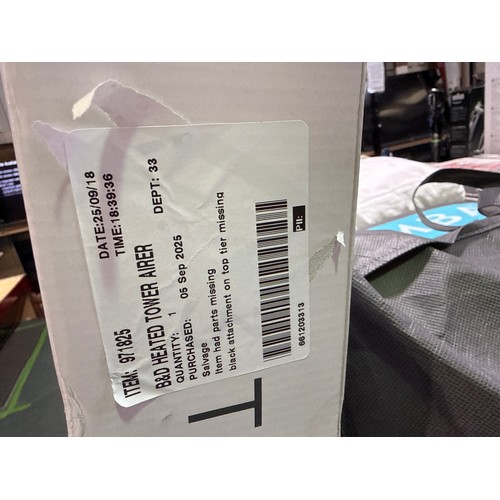 DATE:25/09/18
TIME:18:39:36
ITEM: 971825 DEPT: 33
B&D HEATED TOWER AIRER
QUANTITY: 1
PURCHASED: 05 Sep 2025
Salvage
Item had parts missing
black attachment on top tier missing
PII:
661203313